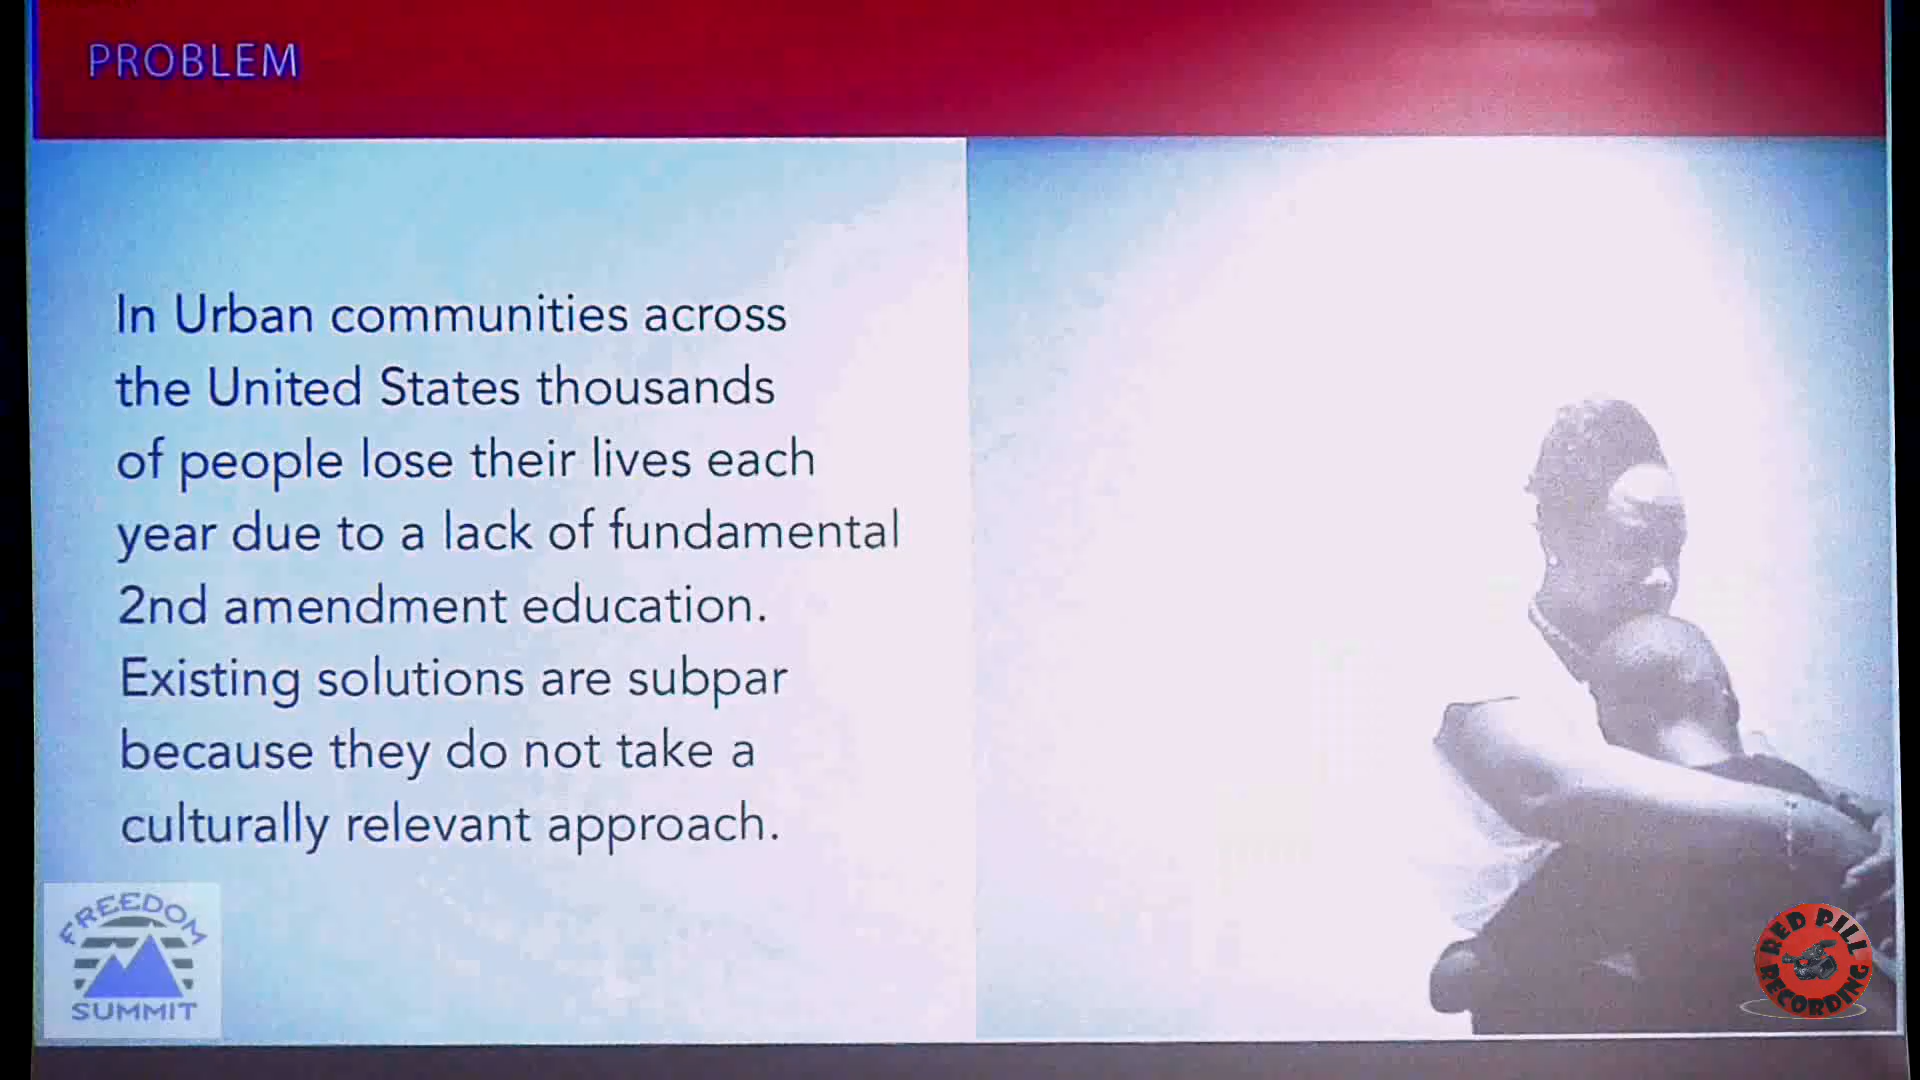 PROBLEM
In Urban communities across
the United States thousands
of people lose their lives each
year due to a lack of fundamental
2nd amendment education.
Existing solutions are subpar
because they do not take a
culturally relevant approach.
FREEDOM
SUMMIT
RED PILL
RECORDING